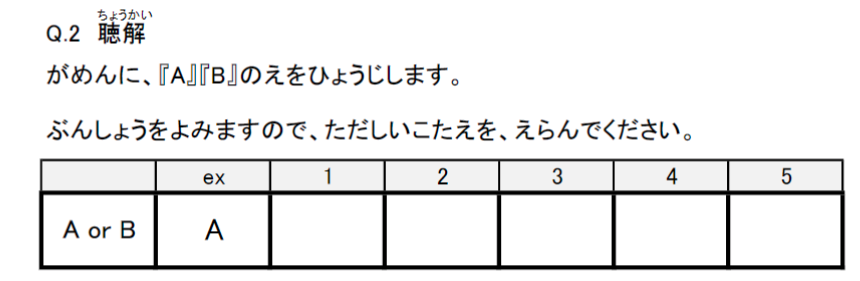 ちょうかい
Q.2 聴解
がめんに、『A』『B』のえをひょうじします。
ぶんしょうをよみますので、ただしいこたえを、えらんでください。
ex 1 2 3 4 5
A or B A